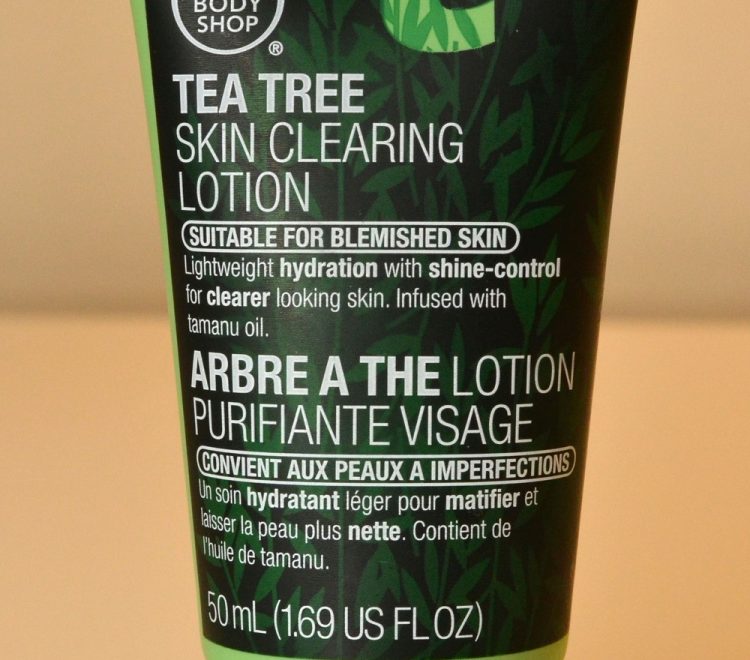 BODY
SHOP
®
TEA TREE
SKIN CLEARING
LOTION
SUITABLE FOR BLEMISHED SKIN
Lightweight hydration with shine-control
for clearer looking skin. Infused with
tamanu oil.
ARBRE A THE LOTION
PURIFIANTE VISAGE
CONVIENT AUX PEAUX A IMPERFECTIONS
Un soin hydratant léger pour matifier et
laisser la peau plus nette. Contient de
l'huile de tamanu.
50 mL (1.69 US FL OZ)